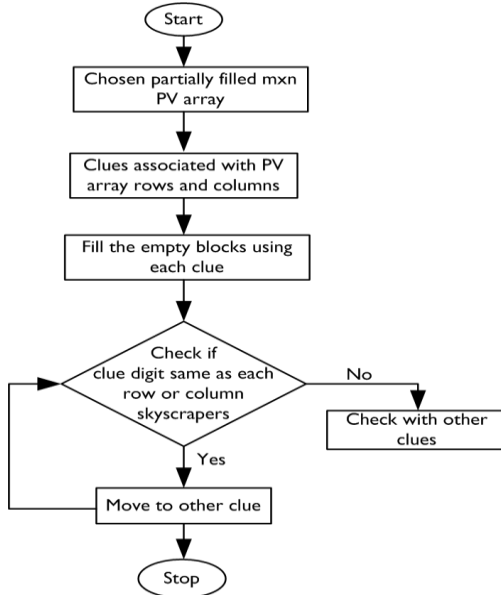 Start
Chosen partially filled mxn
PV array
Clues associated with PV
array rows and columns
Fill the empty blocks using
each clue
Check if
clue digit same as each
row or column
skyscrapers
No
Check with other
clues
Yes
Move to other clue
Stop